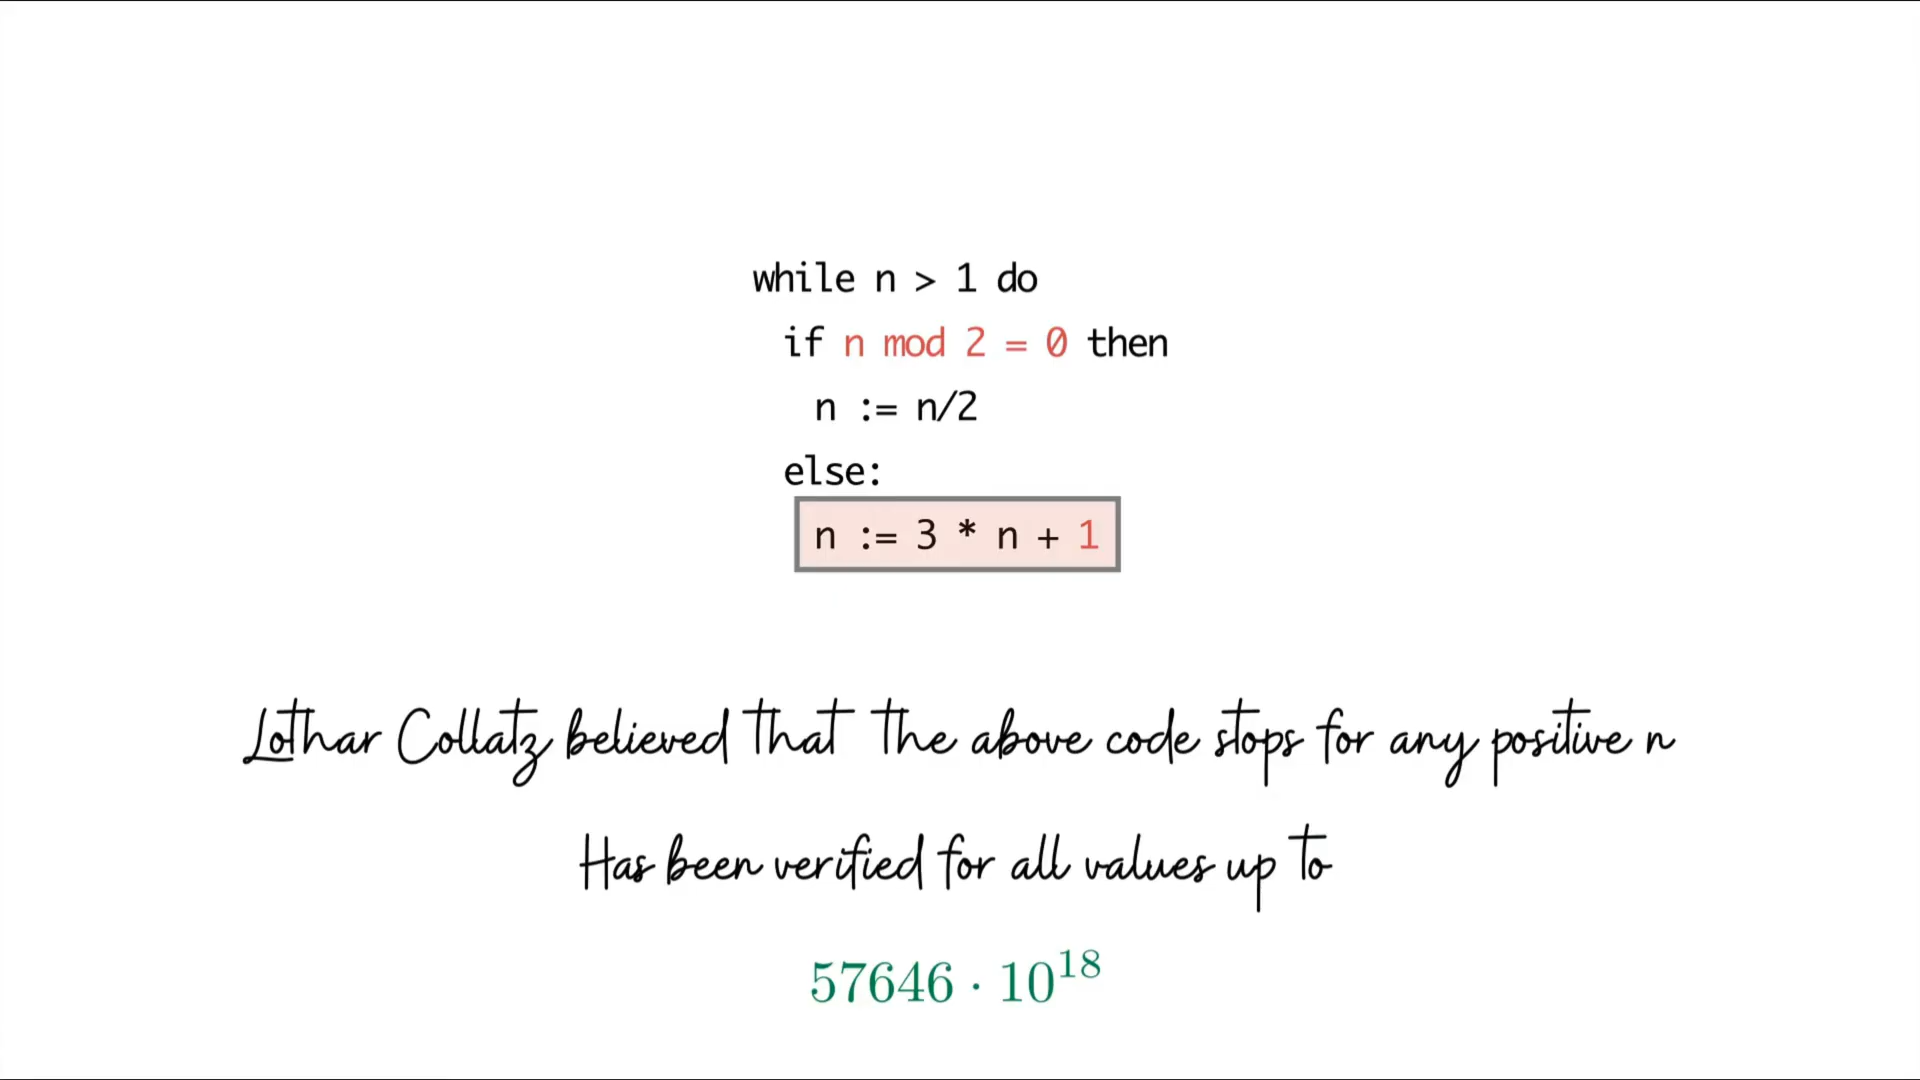 while n > 1 do
if n mod 2 = 0 then
n := n/2
else:
n := 3 * n + 1
Lothar Collatz believed that the above code stops for any positive n
Has been verified for all values up to
57646 · 10^18